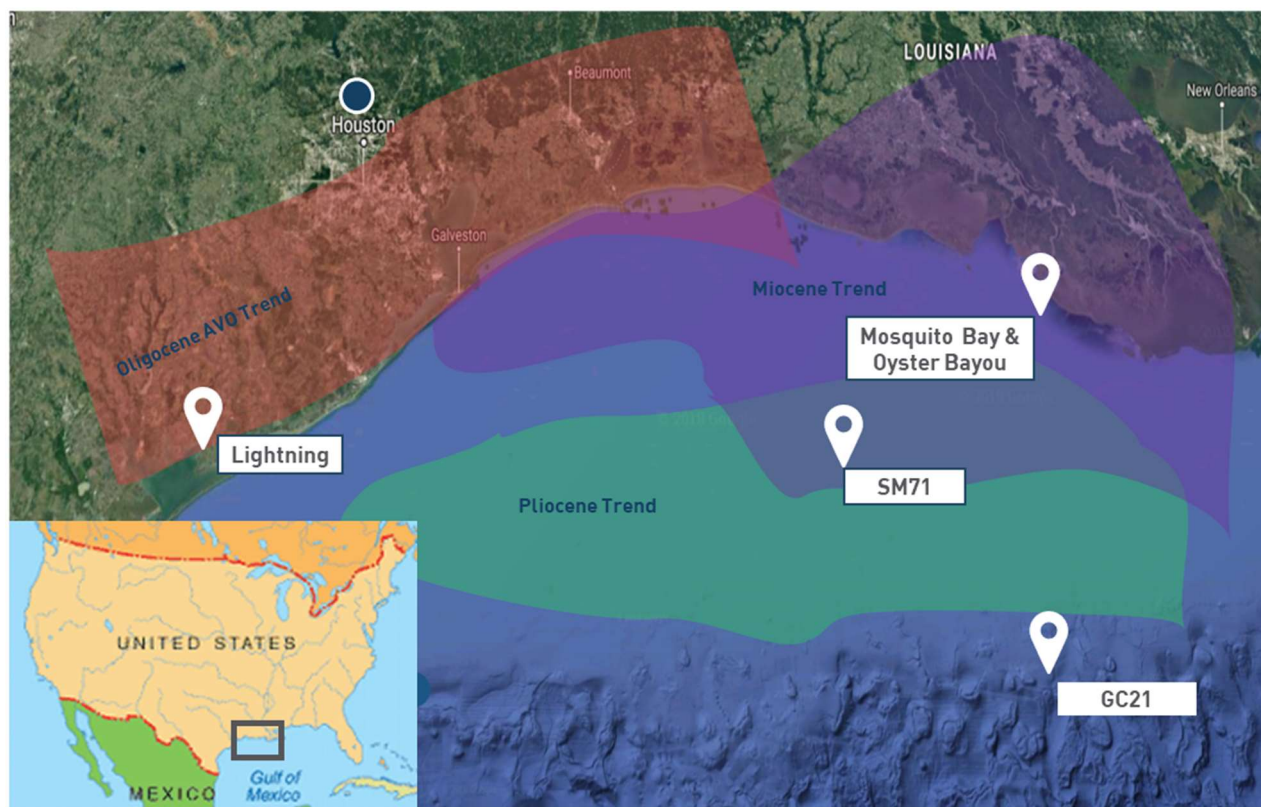 LOUISIANA
Beaumont
New Orleans
Houston
Galveston
Oligocene AVO Trend
Miocene Trend
Mosquito Bay &
Oyster Bayou
Lightning
SM71
Pliocene Trend
GC21
UNITED STATES
MEXICO
Gulf of
Mexico